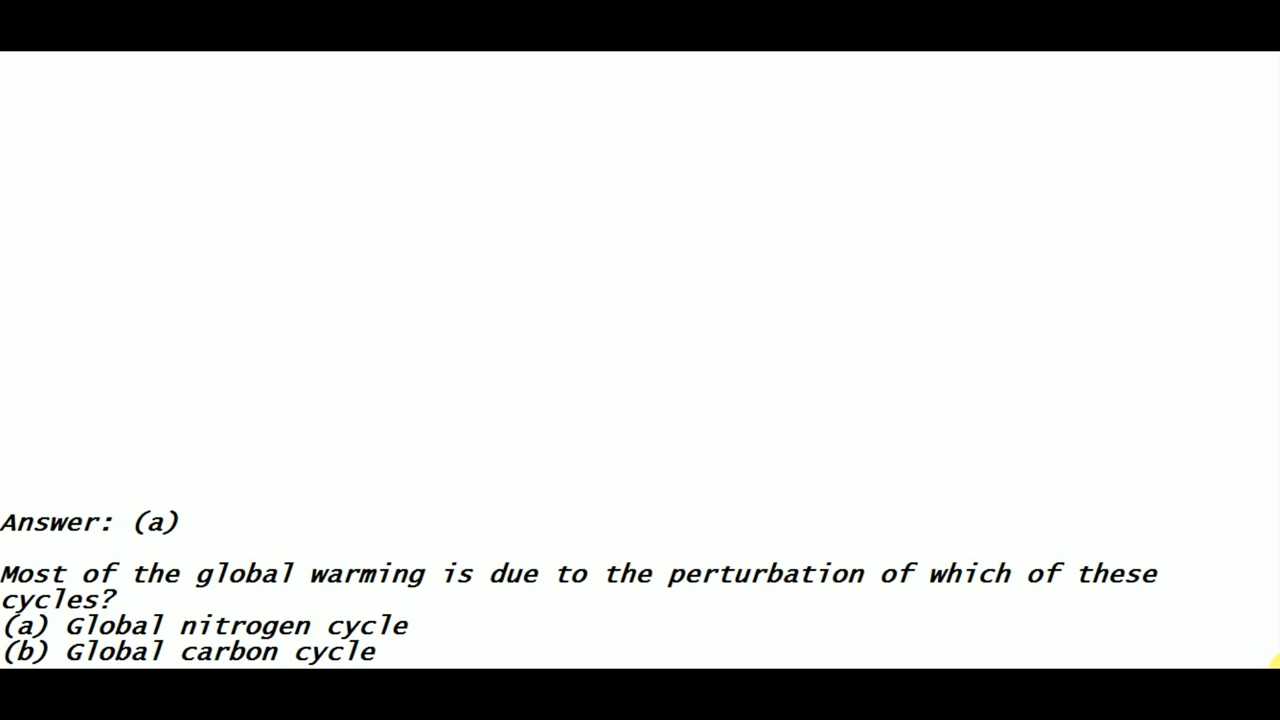 Answer: (a)
Most of the global warming is due to the perturbation of which of these
cycles?
(a) Global nitrogen cycle
(b) Global carbon cycle